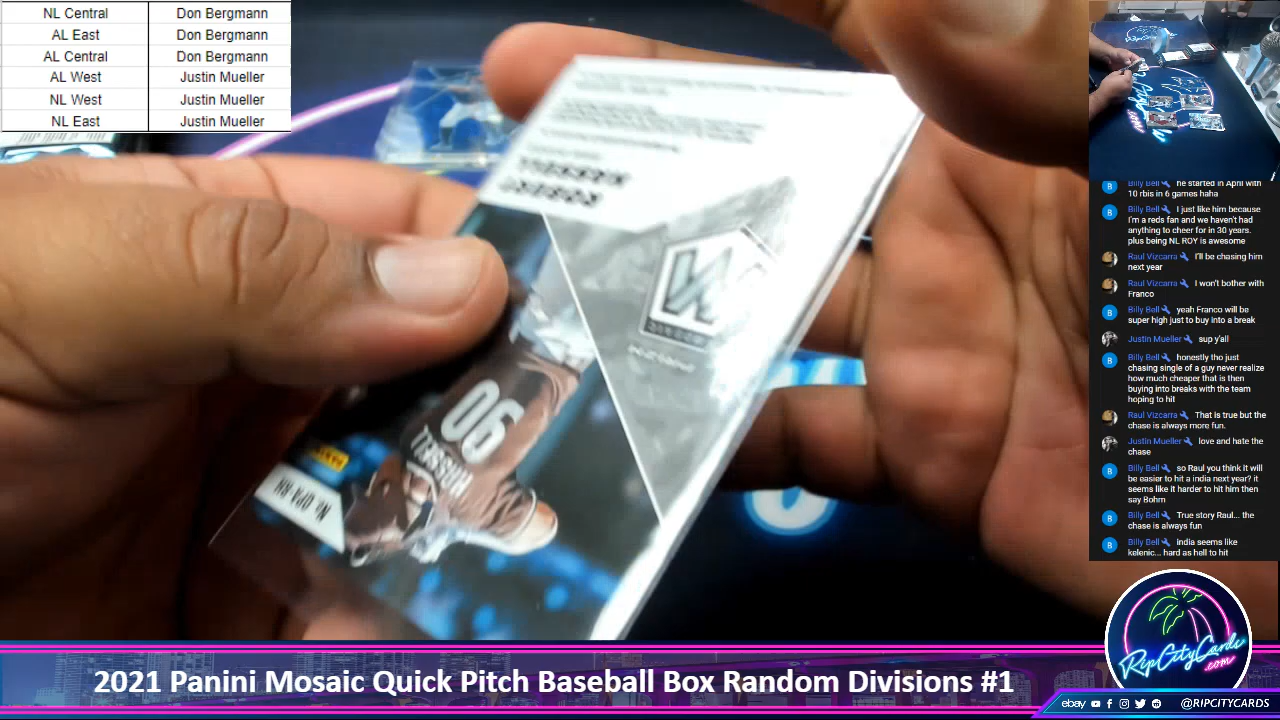 NL Central Don Bergmann
AL East Don Bergmann
AL Central Don Bergmann
AL West Justin Mueller
NL West Justin Mueller
NL East Justin Mueller
90
RUSSELL
PANINI
Billy Bell he started in April with
10 rbis in 6 games haha
Billy Bell I just like him because
I'm a reds fan and we haven't had
anything to cheer for in 30 years.
plus being NL ROY is awesome
Raul Vizcarra I'll be chasing him
next year
Raul Vizcarra I won't bother with
Franco
Billy Bell yeah Franco will be
super high just to buy into a break
Justin Mueller sup y'all
Billy Bell honestly tho just
chasing single of a guy never realize
how much cheaper that is then
buying into breaks with the team
hoping to hit
Raul Vizcarra That is true but the
chase is always more fun.
Justin Mueller love and hate the
chase
Billy Bell so Raul you think it will
be easier to hit a india next year? it
seems like it harder to hit him then
say Bohm
Billy Bell True story Raul... the
chase is always fun
Billy Bell india seems like
kelenic... hard as hell to hit
RipCityCards
.com
2021 Panini Mosaic Quick Pitch Baseball Box Random Divisions #1
ebay @RIPCITYCARDS